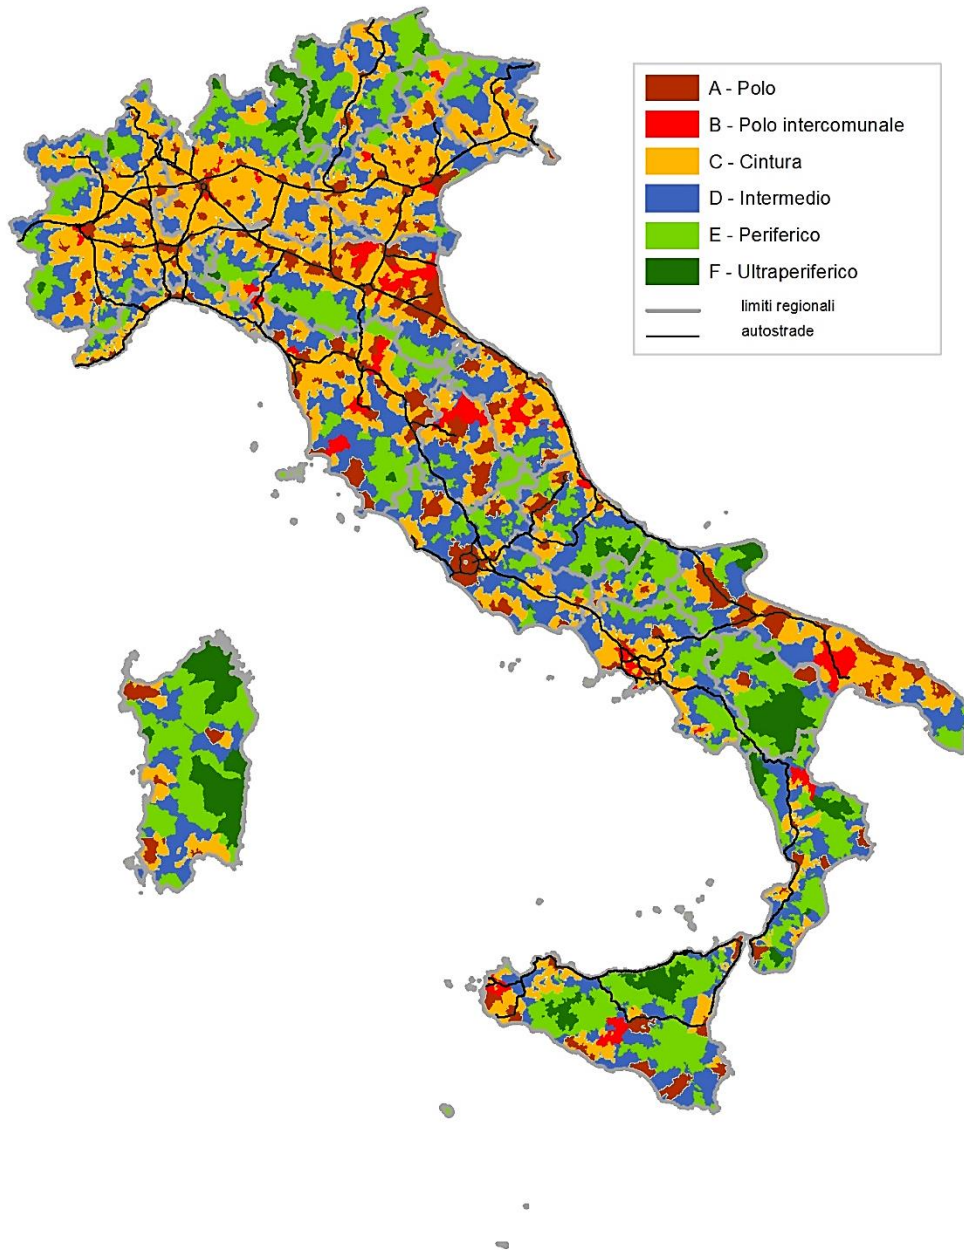 A - Polo
B - Polo intercomunale
C - Cintura
D - Intermedio
E - Periferico
F - Ultraperiferico
limiti regionali
autostrade